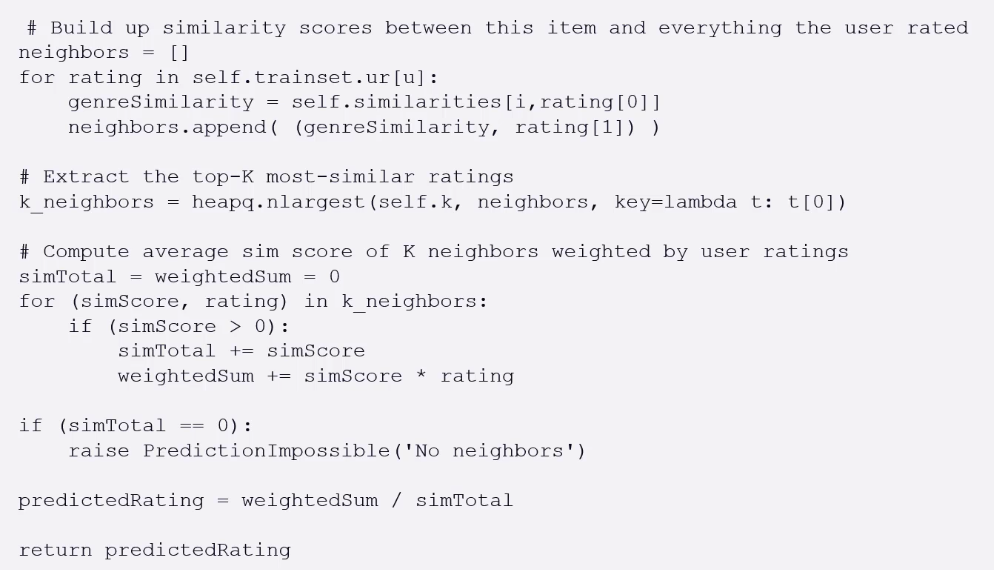 # Build up similarity scores between this item and everything the user rated
neighbors = []
for rating in self.trainset.ur[u]:
    genreSimilarity = self.similarities[i,rating[0]]
    neighbors.append( (genreSimilarity, rating[1]) )

# Extract the top-K most-similar ratings
k_neighbors = heapq.nlargest(self.k, neighbors, key=lambda t: t[0])

# Compute average sim score of K neighbors weighted by user ratings
simTotal = weightedSum = 0
for (simScore, rating) in k_neighbors:
    if (simScore > 0):
        simTotal += simScore
        weightedSum += simScore * rating

if (simTotal == 0):
    raise PredictionImpossible('No neighbors')

predictedRating = weightedSum / simTotal

return predictedRating